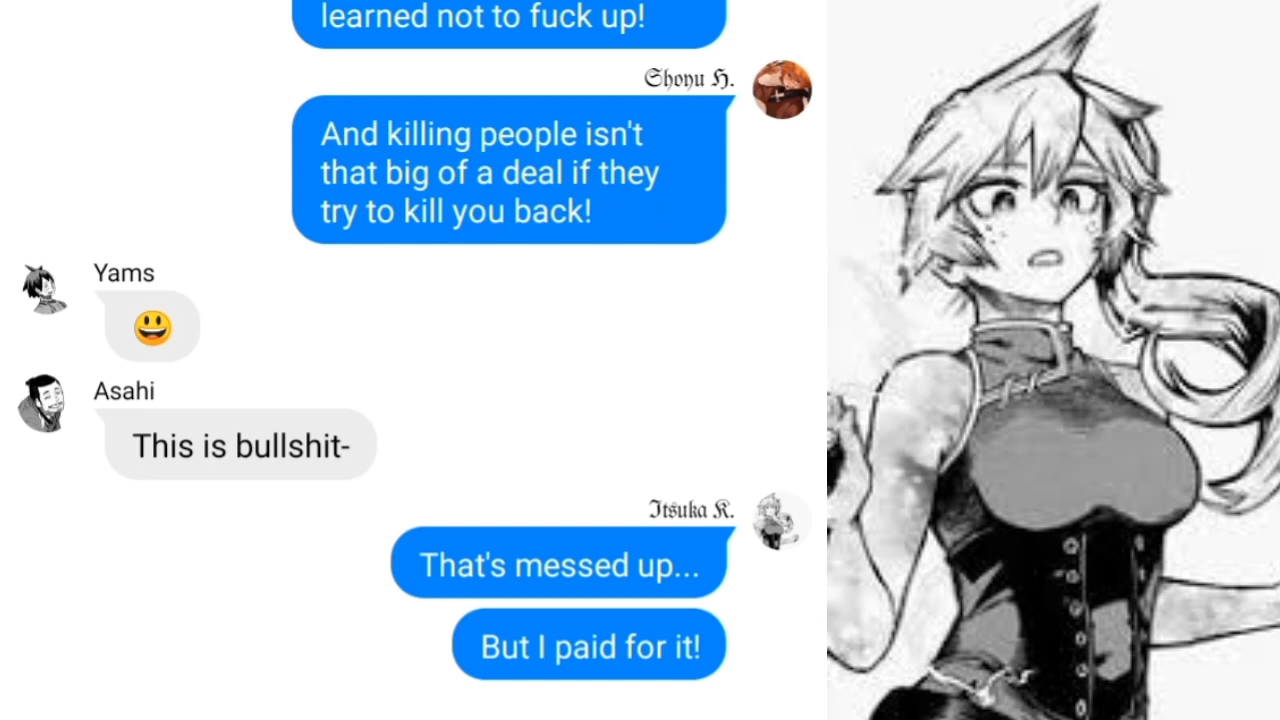 learned not to fuck up!
Shoyu H.
And killing people isn't
that big of a deal if they
try to kill you back!
Yams
😃
Asahi
This is bullshit-
Itsuka K.
That's messed up...
But I paid for it!